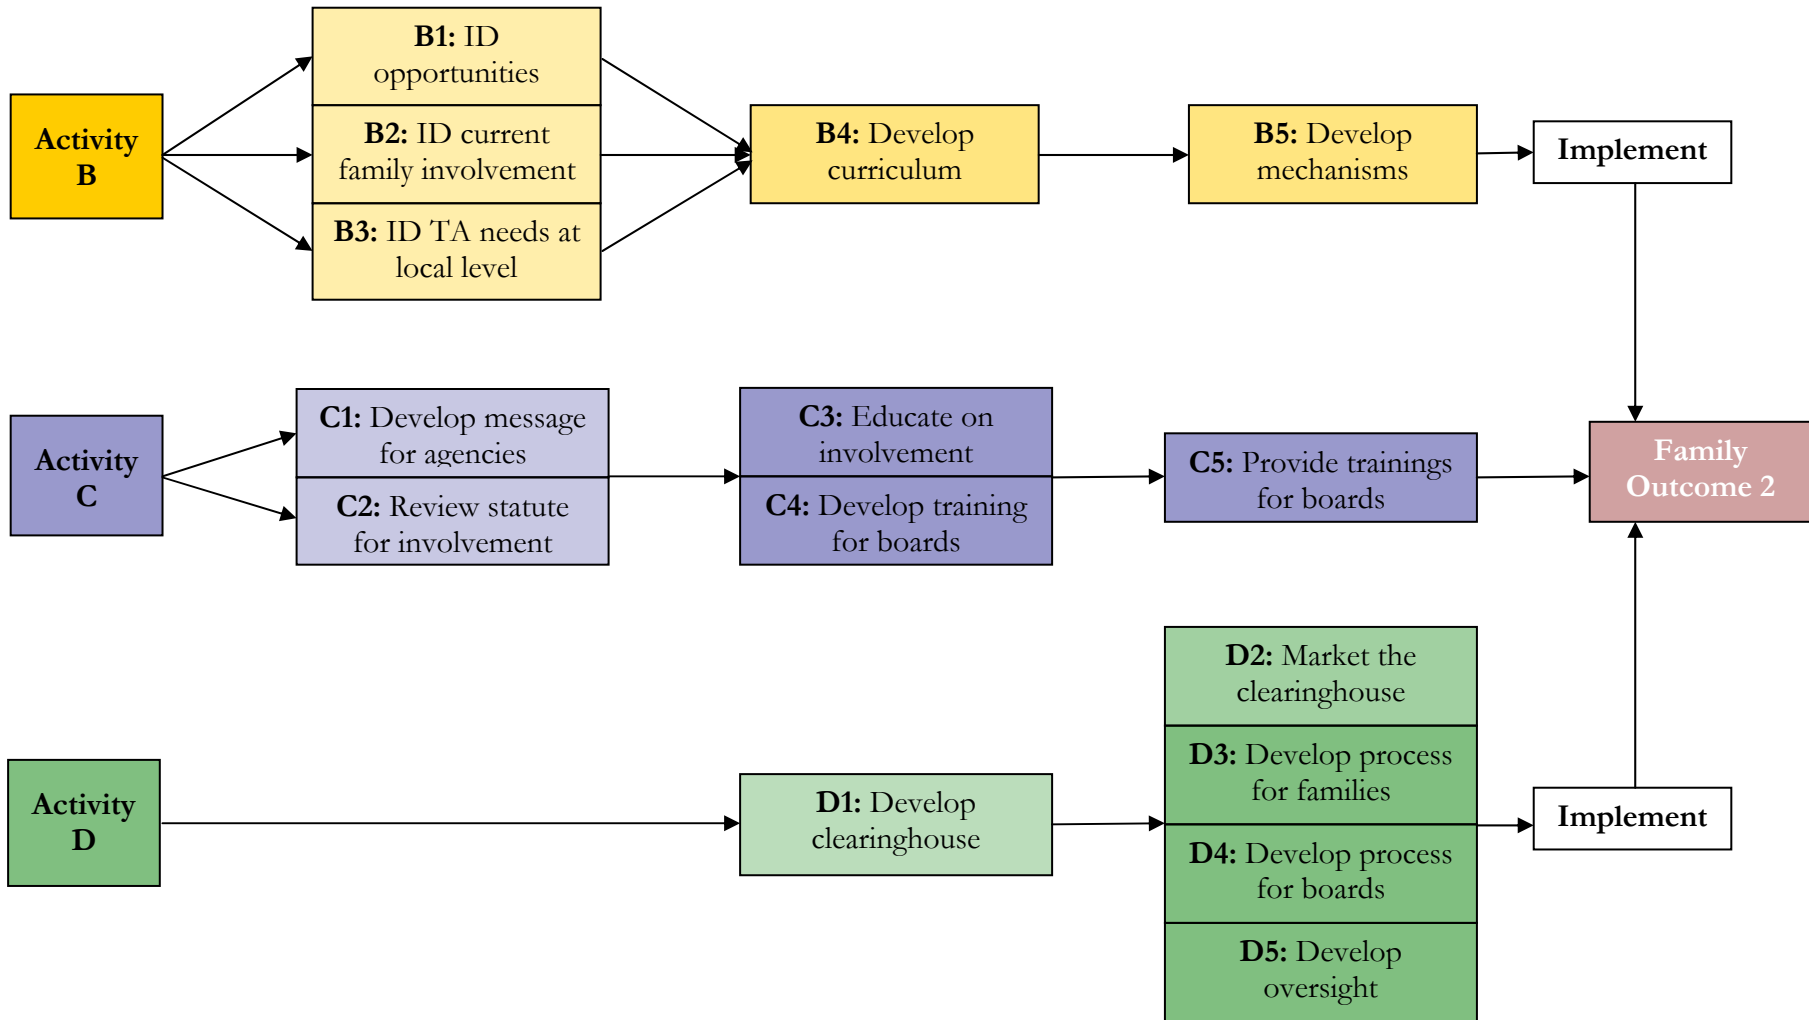 Activity
B
B1: ID
opportunities
B2: ID current
family involvement
B3: ID TA needs at
local level
B4: Develop
curriculum
B5: Develop
mechanisms
Implement
Activity
C
C1: Develop message
for agencies
C2: Review statute
for involvement
C3: Educate on
involvement
C4: Develop training
for boards
C5: Provide trainings
for boards
Family
Outcome 2
Activity
D
D1: Develop
clearinghouse
D2: Market the
clearinghouse
D3: Develop process
for families
D4: Develop process
for boards
D5: Develop
oversight
Implement